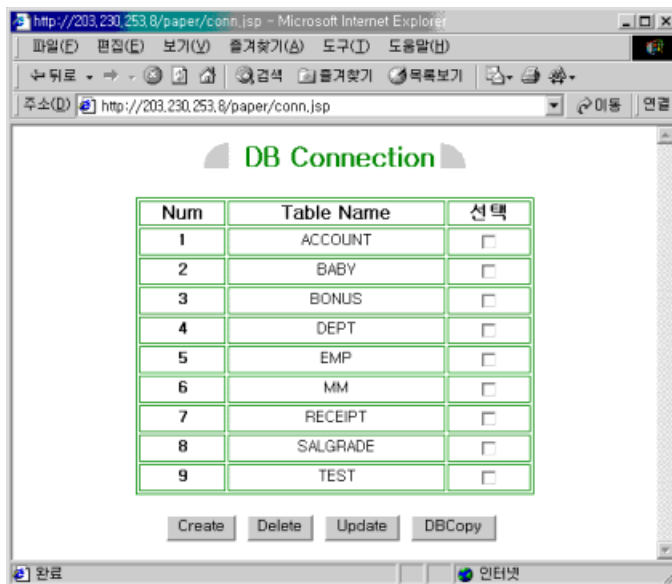 http://203,230,253,8/paper/conn.jsp - Microsoft Internet Explorer
파일(F) 편집(E) 보기(V) 즐겨찾기(A) 도구(T) 도움말(H)
뒤로 검색 즐겨찾기 목록보기
주소(D) http://203,230,253,8/paper/conn.jsp 이동 연결
DB Connection
Num Table Name 선택
1 ACCOUNT
2 BABY
3 BONUS
4 DEPT
5 EMP
6 MM
7 RECEIPT
8 SALGRADE
9 TEST
Create Delete Update DBCopy
완료 인터넷